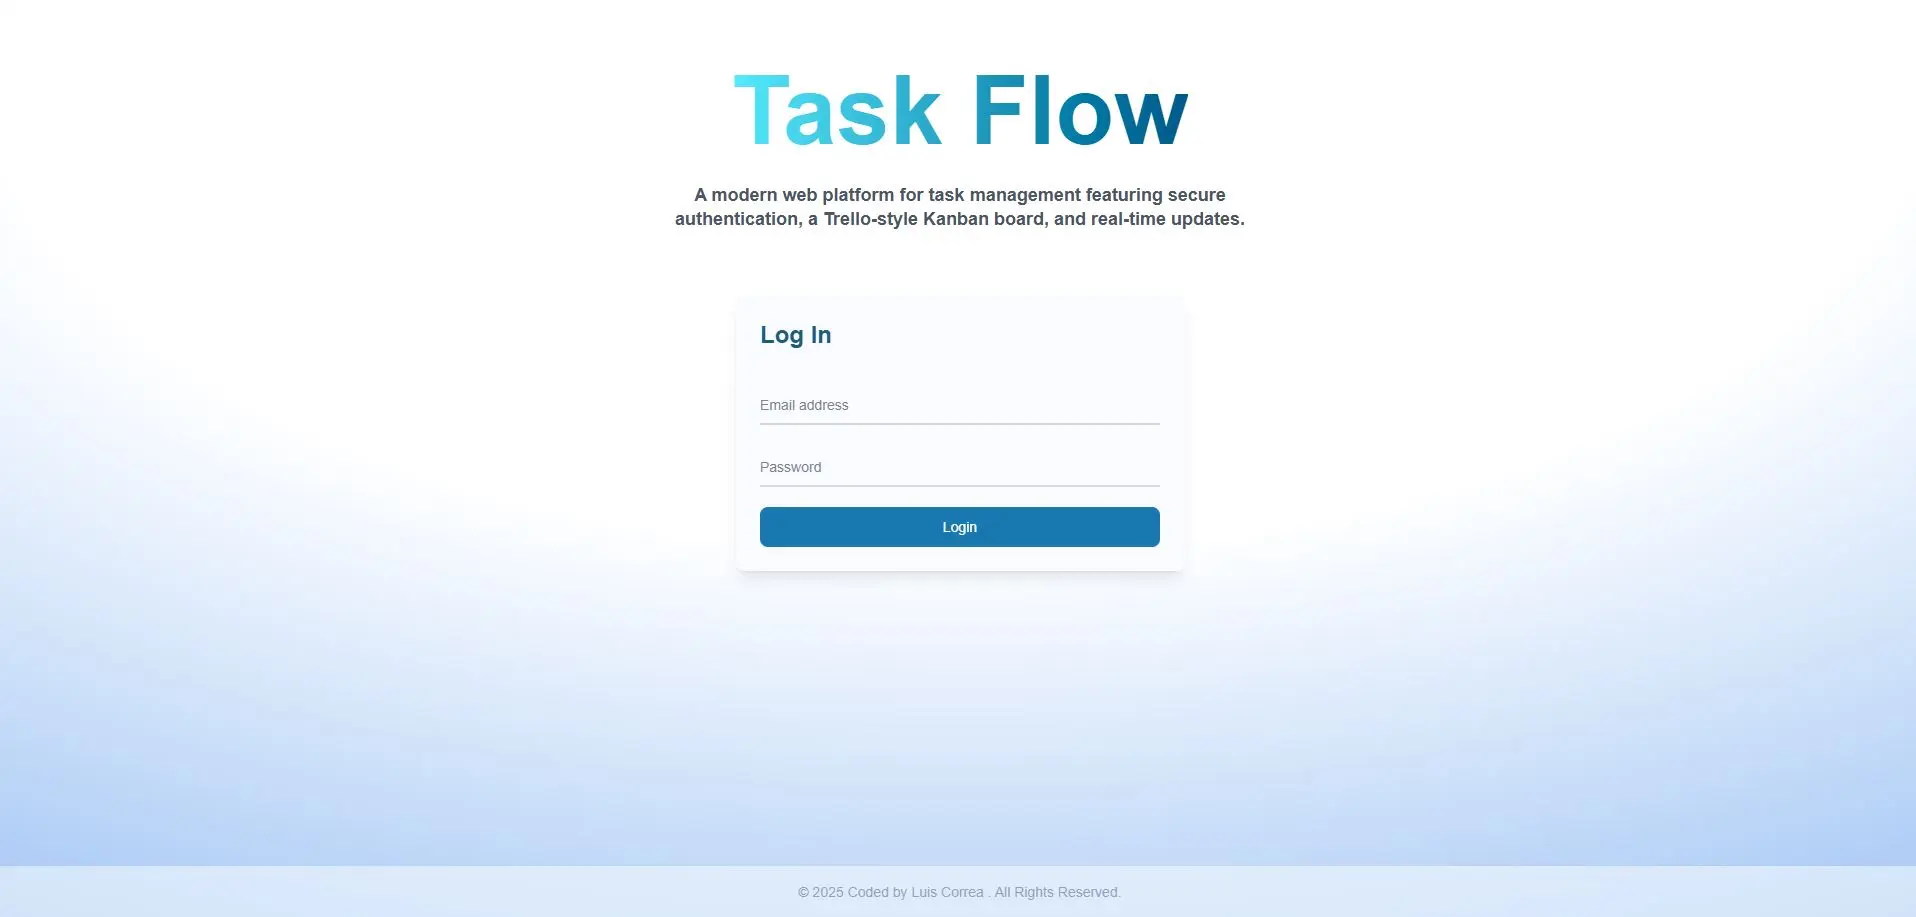 Task Flow
A modern web platform for task management featuring secure
authentication, a Trello-style Kanban board, and real-time updates.
Log In
Email address
Password
Login
© 2025 Coded by Luis Correa . All Rights Reserved.